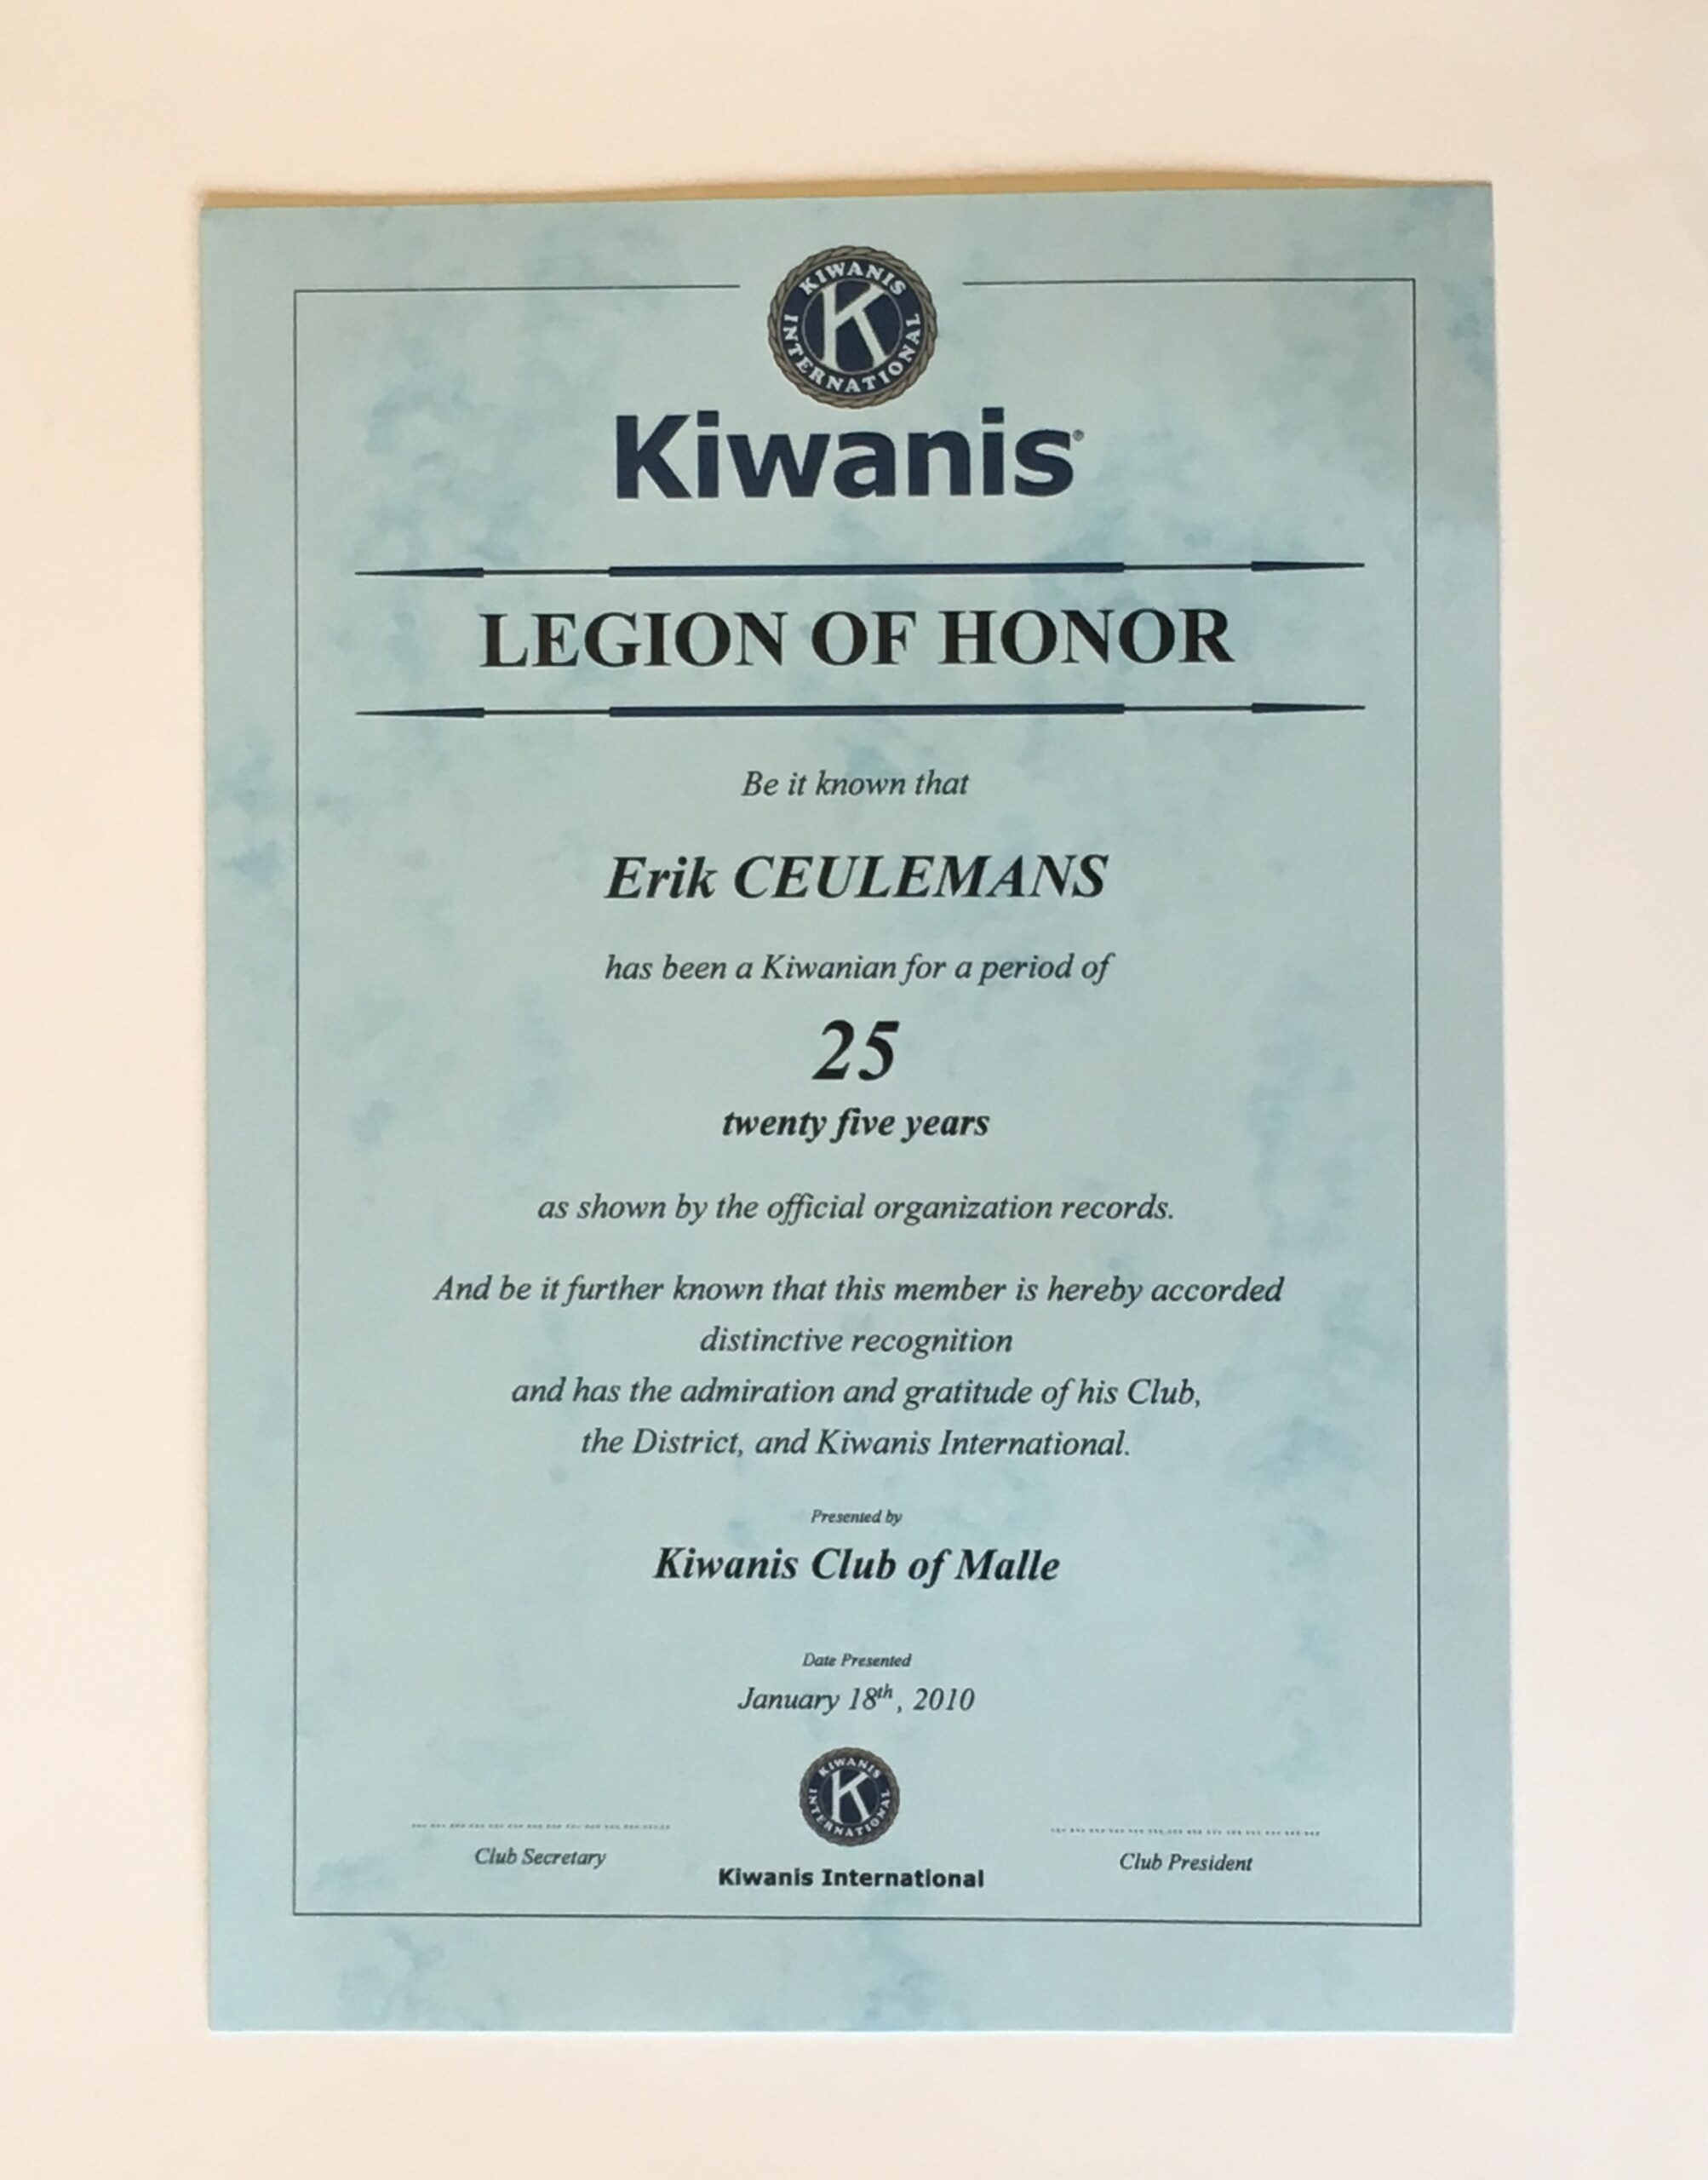 KIWANIS
K
INTERNATIONAL
Kiwanis®
LEGION OF HONOR
Be it known that
Erik CEULEMANS
has been a Kiwanian for a period of
25
twenty five years
as shown by the official organization records.
And be it further known that this member is hereby accorded
distinctive recognition
and has the admiration and gratitude of his Club,
the District, and Kiwanis International.
Presented by
Kiwanis Club of Malle
Date Presented
January 18th, 2010
KIWANIS
K
INTERNATIONAL
Club Secretary
Kiwanis International
Club President